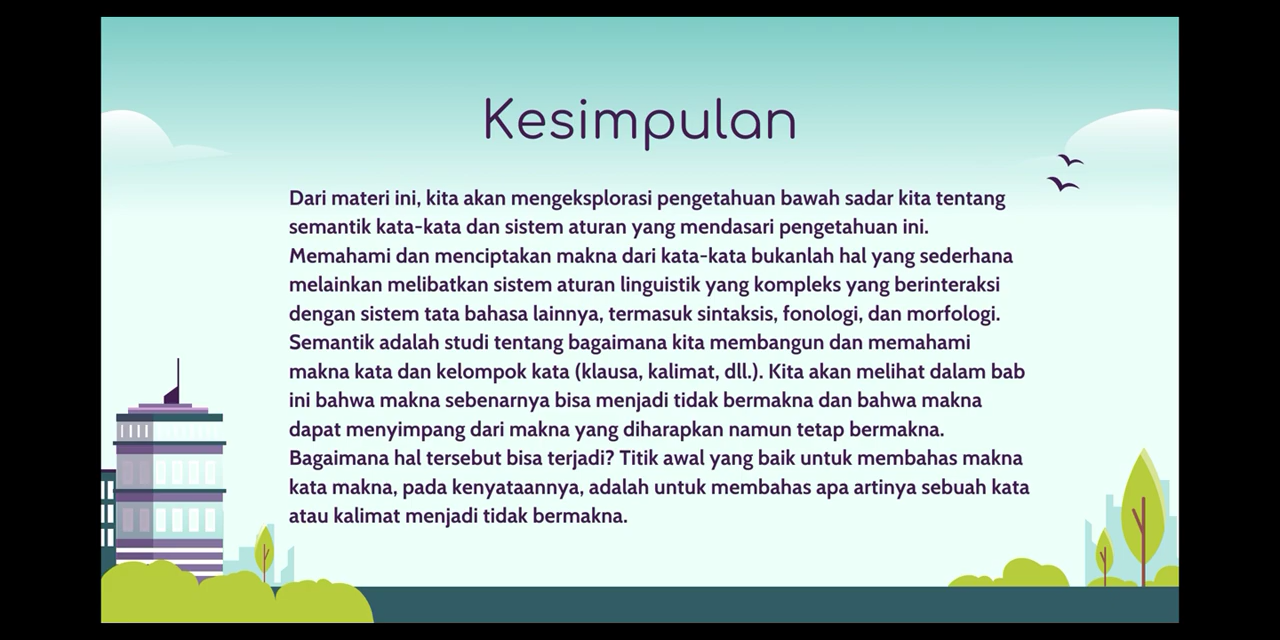 Kesimpulan
Dari materi ini, kita akan mengeksplorasi pengetahuan bawah sadar kita tentang
semantik kata-kata dan sistem aturan yang mendasari pengetahuan ini.
Memahami dan menciptakan makna dari kata-kata bukanlah hal yang sederhana
melainkan melibatkan sistem aturan linguistik yang kompleks yang berinteraksi
dengan sistem tata bahasa lainnya, termasuk sintaksis, fonologi, dan morfologi.
Semantik adalah studi tentang bagaimana kita membangun dan memahami
makna kata dan kelompok kata (klausa, kalimat, dll.). Kita akan melihat dalam bab
ini bahwa makna sebenarnya bisa menjadi tidak bermakna dan bahwa makna
dapat menyimpang dari makna yang diharapkan namun tetap bermakna.
Bagaimana hal tersebut bisa terjadi? Titik awal yang baik untuk membahas makna
kata makna, pada kenyataannya, adalah untuk membahas apa artinya sebuah kata
atau kalimat menjadi tidak bermakna.